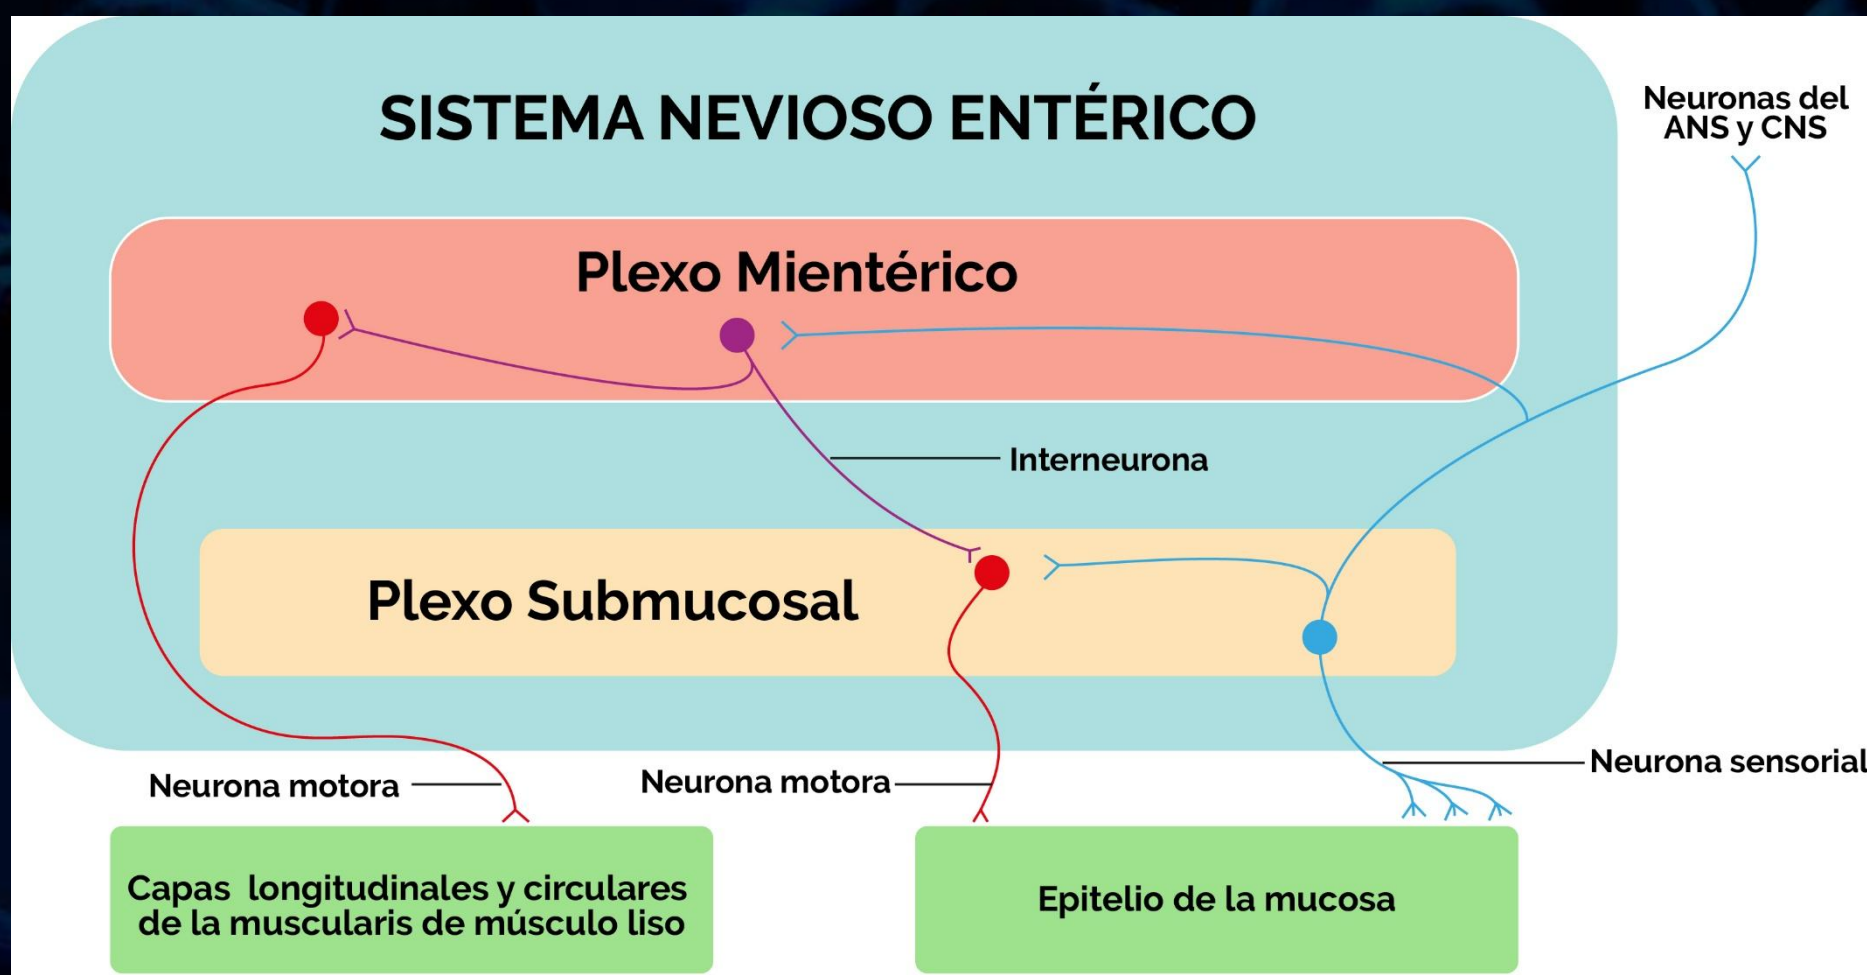 SISTEMA NEVIOSO ENTÉRICO
Neuronas del
ANS y CNS
Plexo Mientérico
Interneurona
Plexo Submucosal
Neurona motora
Neurona motora
Neurona sensorial
Capas longitudinales y circulares
de la muscularis de músculo liso
Epitelio de la mucosa